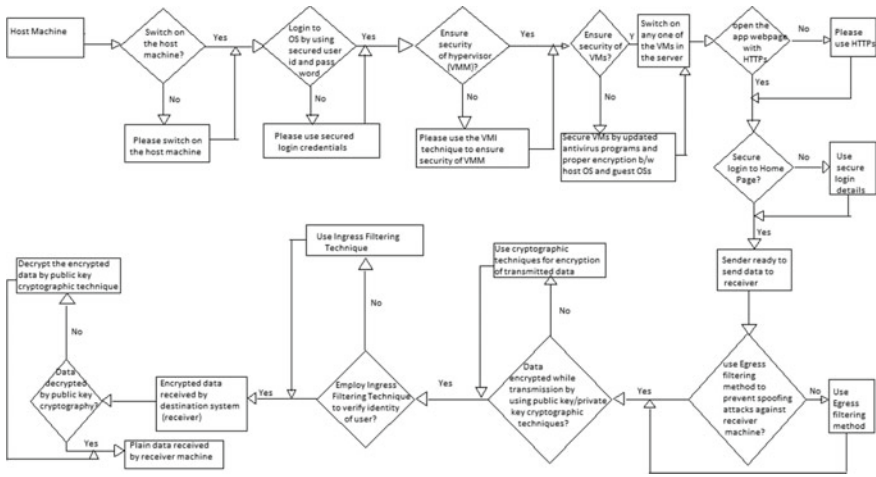 Host Machine
Switch on
the host
machine?
Yes
No
Please switch on
the host machine
Login to
OS by using
secured user
id and pass
word
Yes
No
Please use secured
login credentials
Ensure
security
of hypervisor
(VMM)?
Yes
No
Please use the VMI
technique to ensure
security of VMM
Ensure
security of
VMs?
Y
No
Secure VMs by updated
antivirus programs and
proper encryption b/w
host OS and guest OSs
Switch on
any one of
the VMs in
the server
open the
app webpage
with
HTTPs
No
Please
use HTTPs
Yes
Secure
login to Home
Page?
No
Use
secure
login
details
Yes
Sender ready to
send data to
receiver
use Egress
filtering
method to
prevent spoofing
attacks against
receiver
machine?
No
Use
Egress
filtering
method
Yes
Data
encrypted while
transmission by
using public key/private
key cryptographic
techniques?
No
Use cryptographic
techniques for encryption
of transmitted data
Yes
Employ Ingress
Filtering Technique
to verify identity
of user?
No
Use Ingress Filtering
Technique
Yes
Encrypted data
received by
destination system
(receiver)
Data
decrypted by
public key
cryptography?
No
Decrypt the encrypted
data by public key
cryptographic technique
Yes
Plain data received
by receiver machine